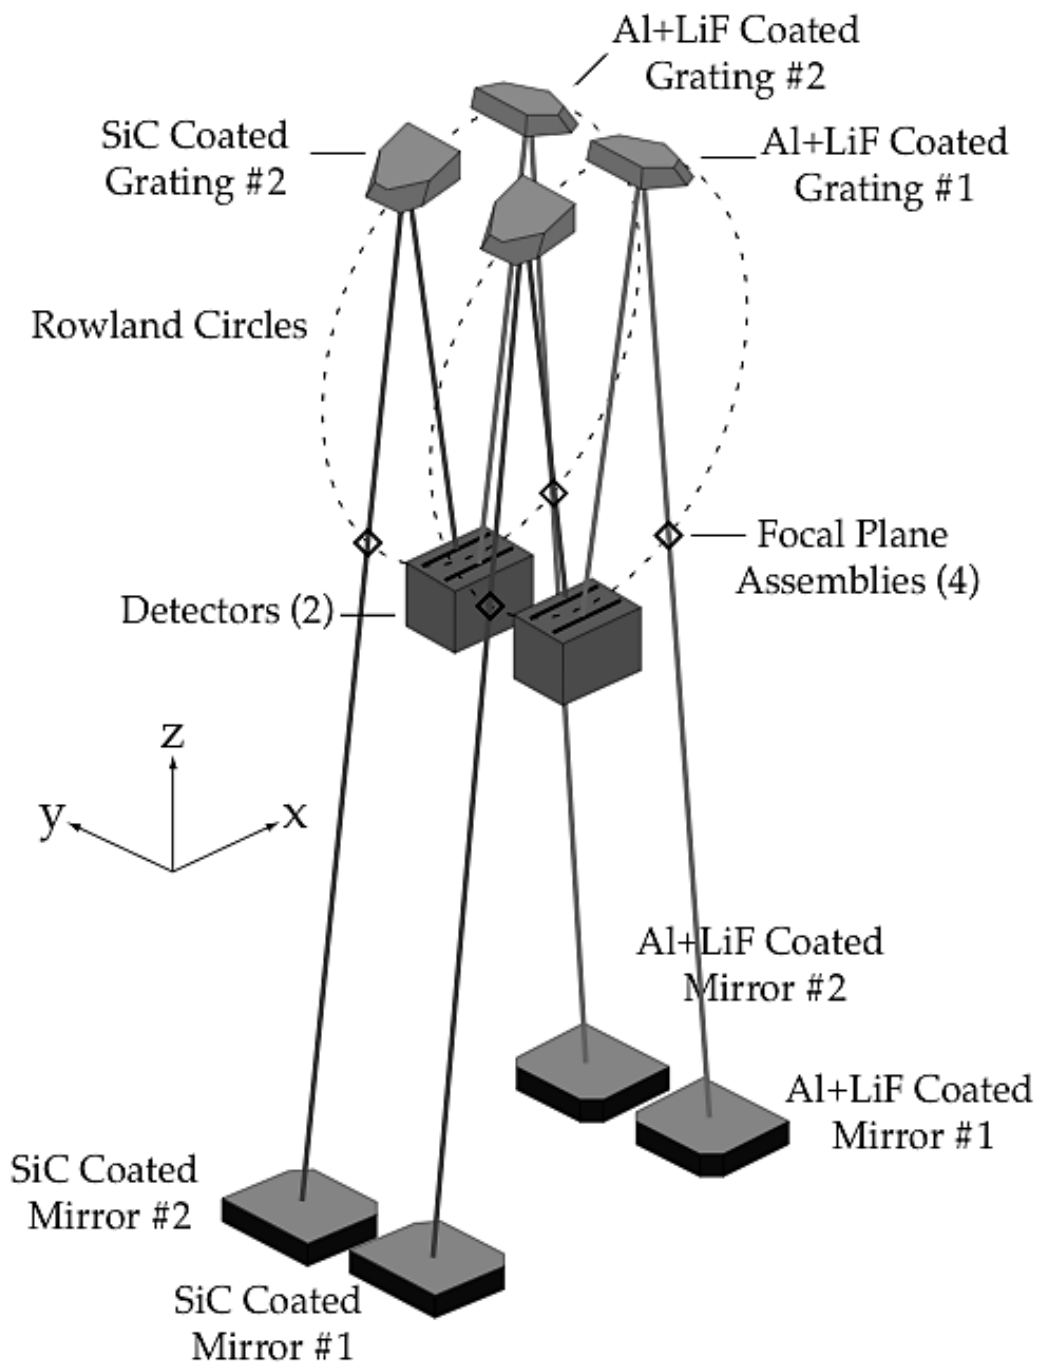 Al+LiF Coated
Grating #2
SiC Coated
Grating #2
Al+LiF Coated
Grating #1
Rowland Circles
Focal Plane
Assemblies (4)
Detectors (2)
z
y
x
Al+LiF Coated
Mirror #2
Al+LiF Coated
Mirror #1
SiC Coated
Mirror #2
SiC Coated
Mirror #1